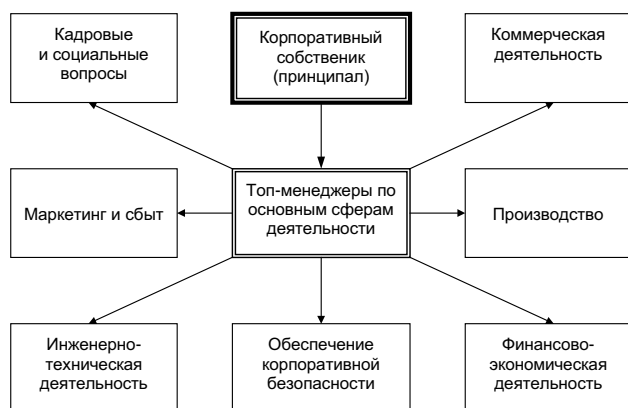 Кадровые
и социальные
вопросы
Корпоративный
собственик
(принципал)
Коммерческая
деятельность
Маркетинг и сбыт
Топ-менеджеры по
основным сферам
деятельности
Производство
Инженерно-
техническая
деятельность
Обеспечение
корпоративной
безопасности
Финансово-
экономическая
деятельность